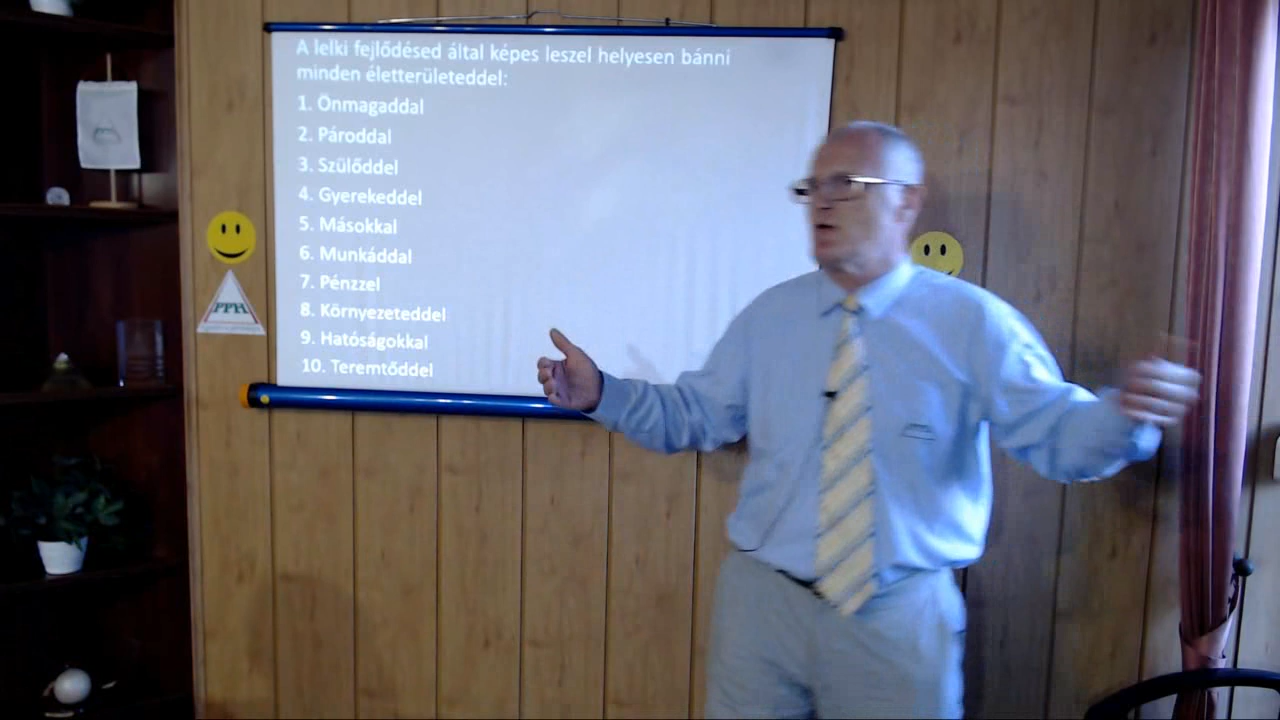 A lelki fejlődésed által képes leszel helyesen bánni
minden életterületeddel:
1. Önmagaddal
2. Pároddal
3. Szülőddel
4. Gyerekeddel
5. Másokkal
6. Munkáddal
7. Pénzzel
8. Környezeteddel
9. Hatóságokkal
10. Teremtőddel